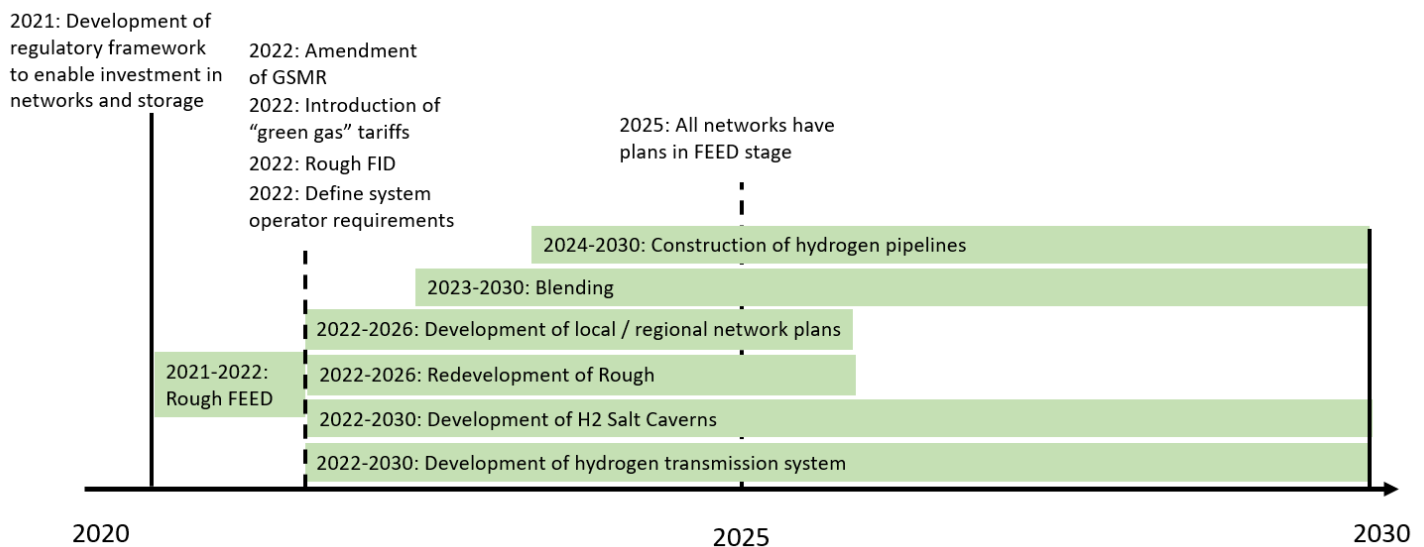 2021: Development of
regulatory framework
to enable investment in
networks and storage
2022: Amendment
of GSMR
2022: Introduction of
“green gas” tariffs
2022: Rough FID
2022: Define system
operator requirements
2025: All networks have
plans in FEED stage
2024-2030: Construction of hydrogen pipelines
2023-2030: Blending
2022-2026: Development of local / regional network plans
2021-2022:
Rough FEED
2022-2026: Redevelopment of Rough
2022-2030: Development of H2 Salt Caverns
2022-2030: Development of hydrogen transmission system
2020
2025
2030